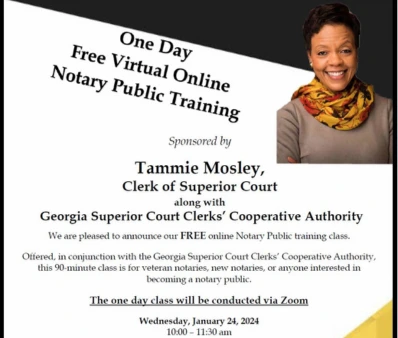 One Day
Free Virtual Online
Notary Public Training
Sponsored by
Tammie Mosley,
Clerk of Superior Court
along with
Georgia Superior Court Clerks' Cooperative Authority
We are pleased to announce our FREE online Notary Public training class.
Offered, in conjunction with the Georgia Superior Court Clerks' Cooperative Authority,
this 90-minute class is for veteran notaries, new notaries, or anyone interested in
becoming a notary public.
The one day class will be conducted via Zoom
Wednesday, January 24, 2024
10:00 – 11:30 am